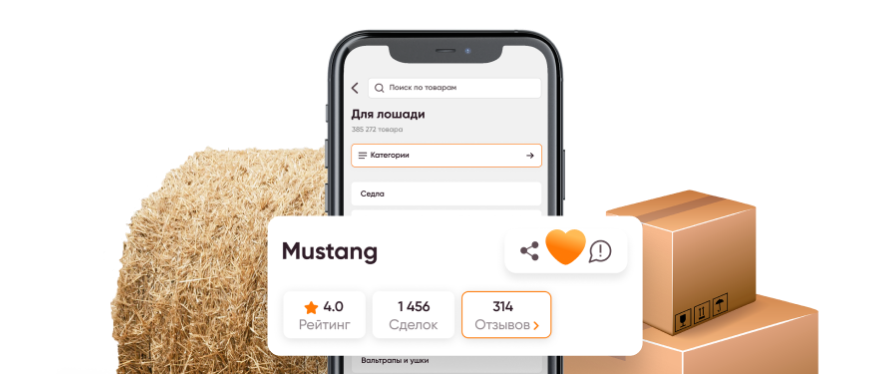 Поиск по товарам
Для лошади
385 272 товара
Категории
Седла
Mustang
4.0
Рейтинг
1 456
Сделок
314
Отзывов
Вальтрапы и ушки